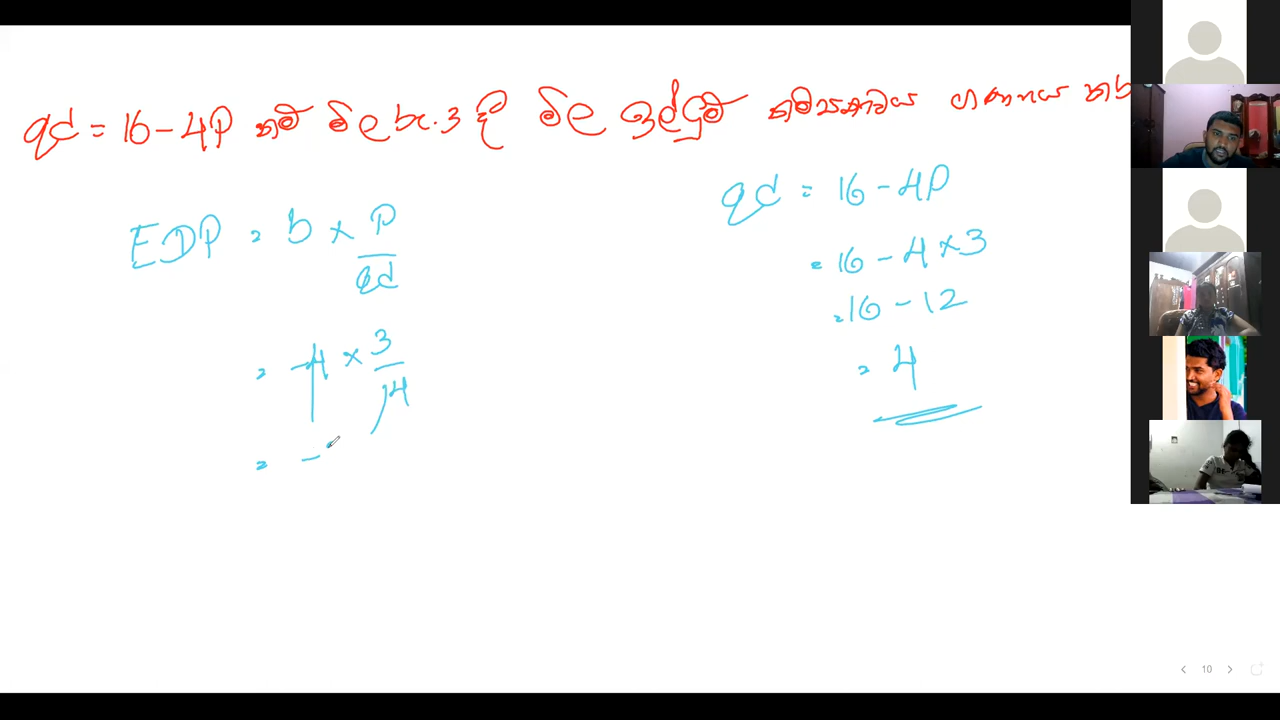 qd = 16 - 4P නම් මිල රු.3 දී මිල ඉල්ලුම් නම්‍යතාවය ගණනය කර
EDP = b × P/qd
= -4 × 3/4
= -
qd = 16 - 4P
= 16 - 4 × 3
= 16 - 12
= 4
10